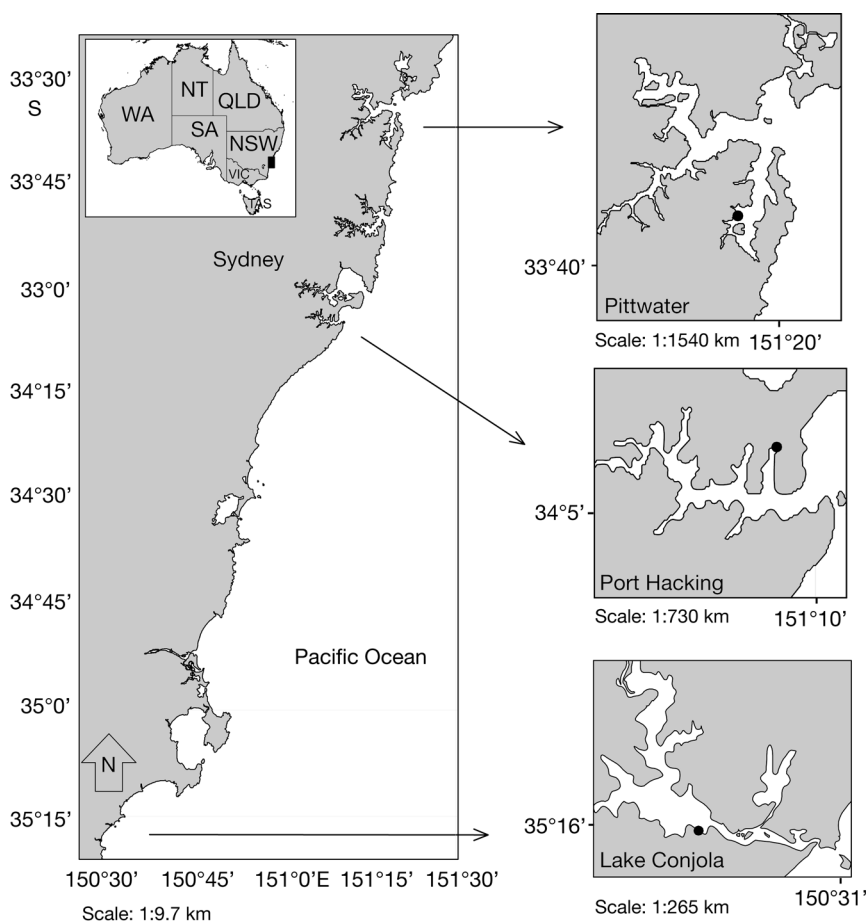 33°30’
S
33°45’
33°0’
34°15’
34°30’
34°45’
35°0’
35°15’
WA
NT
QLD
SA
NSW
VIC
TAS
Sydney
Pacific Ocean
N
150°30’ 150°45’ 151°0’E 151°15’ 151°30’
Scale: 1:9.7 km
33°40’
Pittwater
Scale: 1:1540 km 151°20’
34°5’
Port Hacking
Scale: 1:730 km 151°10’
35°16’
Lake Conjola
Scale: 1:265 km 150°31’